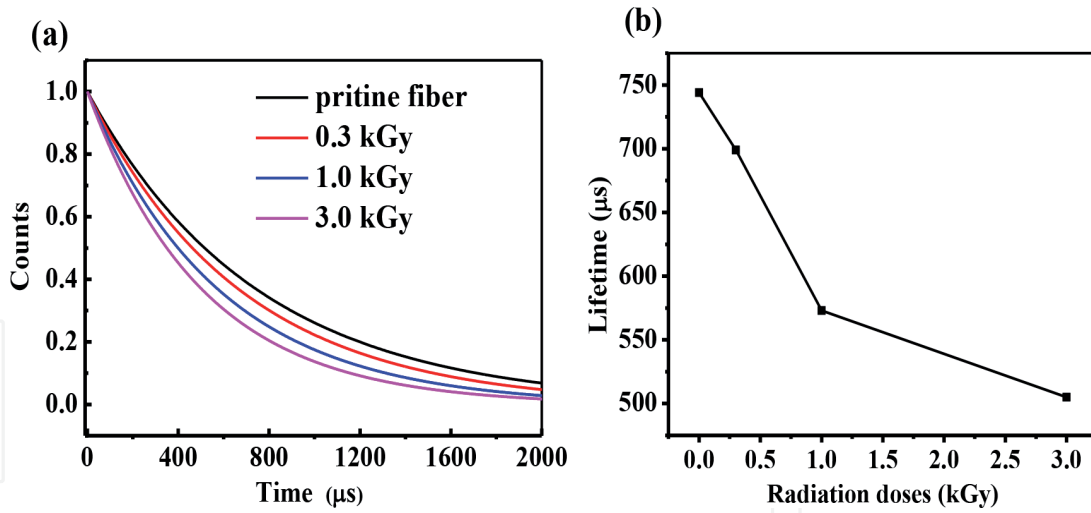 (a)
1.0
0.8
0.6
0.4
0.2
0.0
Counts
pritine fiber
0.3 kGy
1.0 kGy
3.0 kGy
0 400 800 1200 1600 2000
Time (μs)
(b)
750
700
650
600
550
500
Lifetime (μs)
0.0 0.5 1.0 1.5 2.0 2.5 3.0
Radiation doses (kGy)